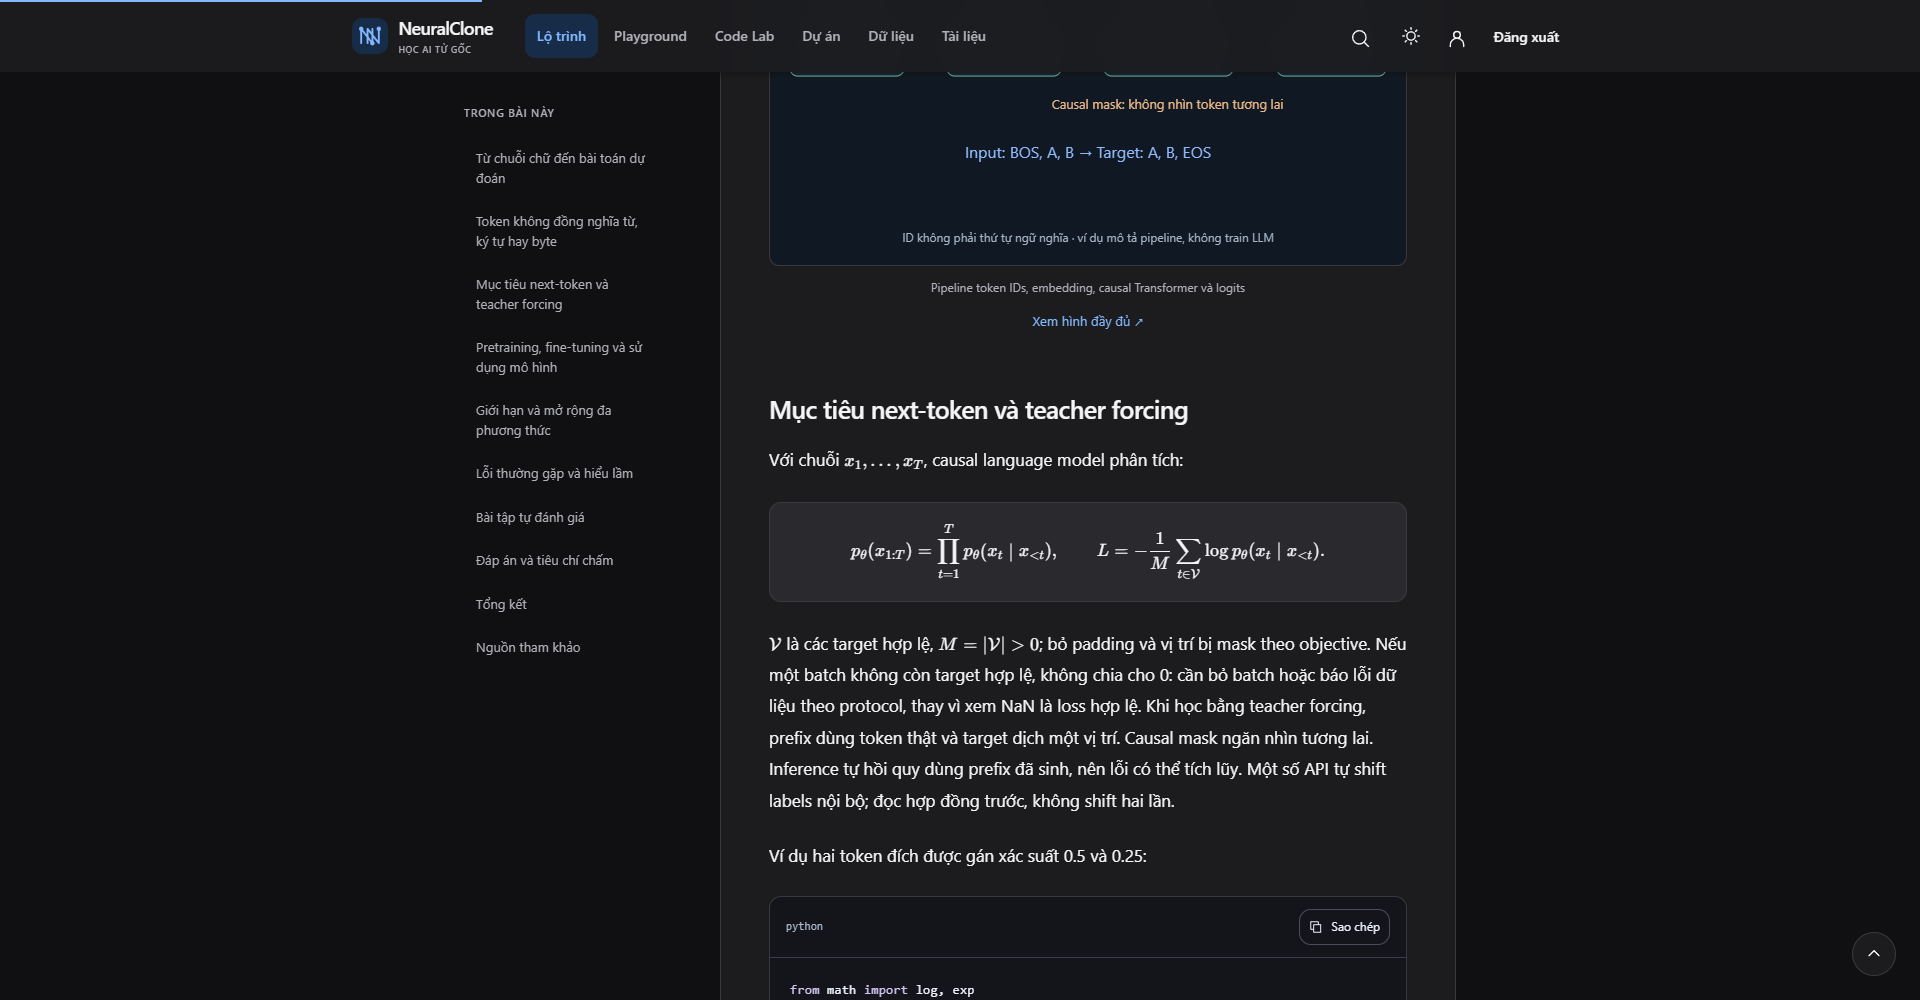 NeuralClone
HỌC AI TỪ GỐC
Lộ trình
Playground
Code Lab
Dự án
Dữ liệu
Tài liệu
Đăng xuất
TRONG BÀI NÀY
Từ chuỗi chữ đến bài toán dự
đoán
Token không đồng nghĩa từ,
ký tự hay byte
Mục tiêu next-token và
teacher forcing
Pretraining, fine-tuning và sử
dụng mô hình
Giới hạn và mở rộng đa
phương thức
Lỗi thường gặp và hiểu lầm
Bài tập tự đánh giá
Đáp án và tiêu chí chấm
Tổng kết
Nguồn tham khảo
Causal mask: không nhìn token tương lai
Input: BOS, A, B → Target: A, B, EOS
ID không phải thứ tự ngữ nghĩa · ví dụ mô tả pipeline, không train LLM
Pipeline token IDs, embedding, causal Transformer và logits
Xem hình đầy đủ ↗
Mục tiêu next-token và teacher forcing
Với chuỗi x₁, . . . , x_T, causal language model phân tích:
p_θ(x_{1:T}) = ∏_{t=1}^{T} p_θ(x_t | x_{<t}), L = −\frac{1}{M} ∑_{t∈𝒱} log p_θ(x_t | x_{<t}).
𝒱 là các target hợp lệ, M = |𝒱| > 0; bỏ padding và vị trí bị mask theo objective. Nếu
một batch không còn target hợp lệ, không chia cho 0: cần bỏ batch hoặc báo lỗi dữ
liệu theo protocol, thay vì xem NaN là loss hợp lệ. Khi học bằng teacher forcing,
prefix dùng token thật và target dịch một vị trí. Causal mask ngăn nhìn tương lai.
Inference tự hồi quy dùng prefix đã sinh, nên lỗi có thể tích lũy. Một số API tự shift
labels nội bộ; đọc hợp đồng trước, không shift hai lần.
Ví dụ hai token đích được gán xác suất 0.5 và 0.25:
python
Sao chép
from math import log, exp